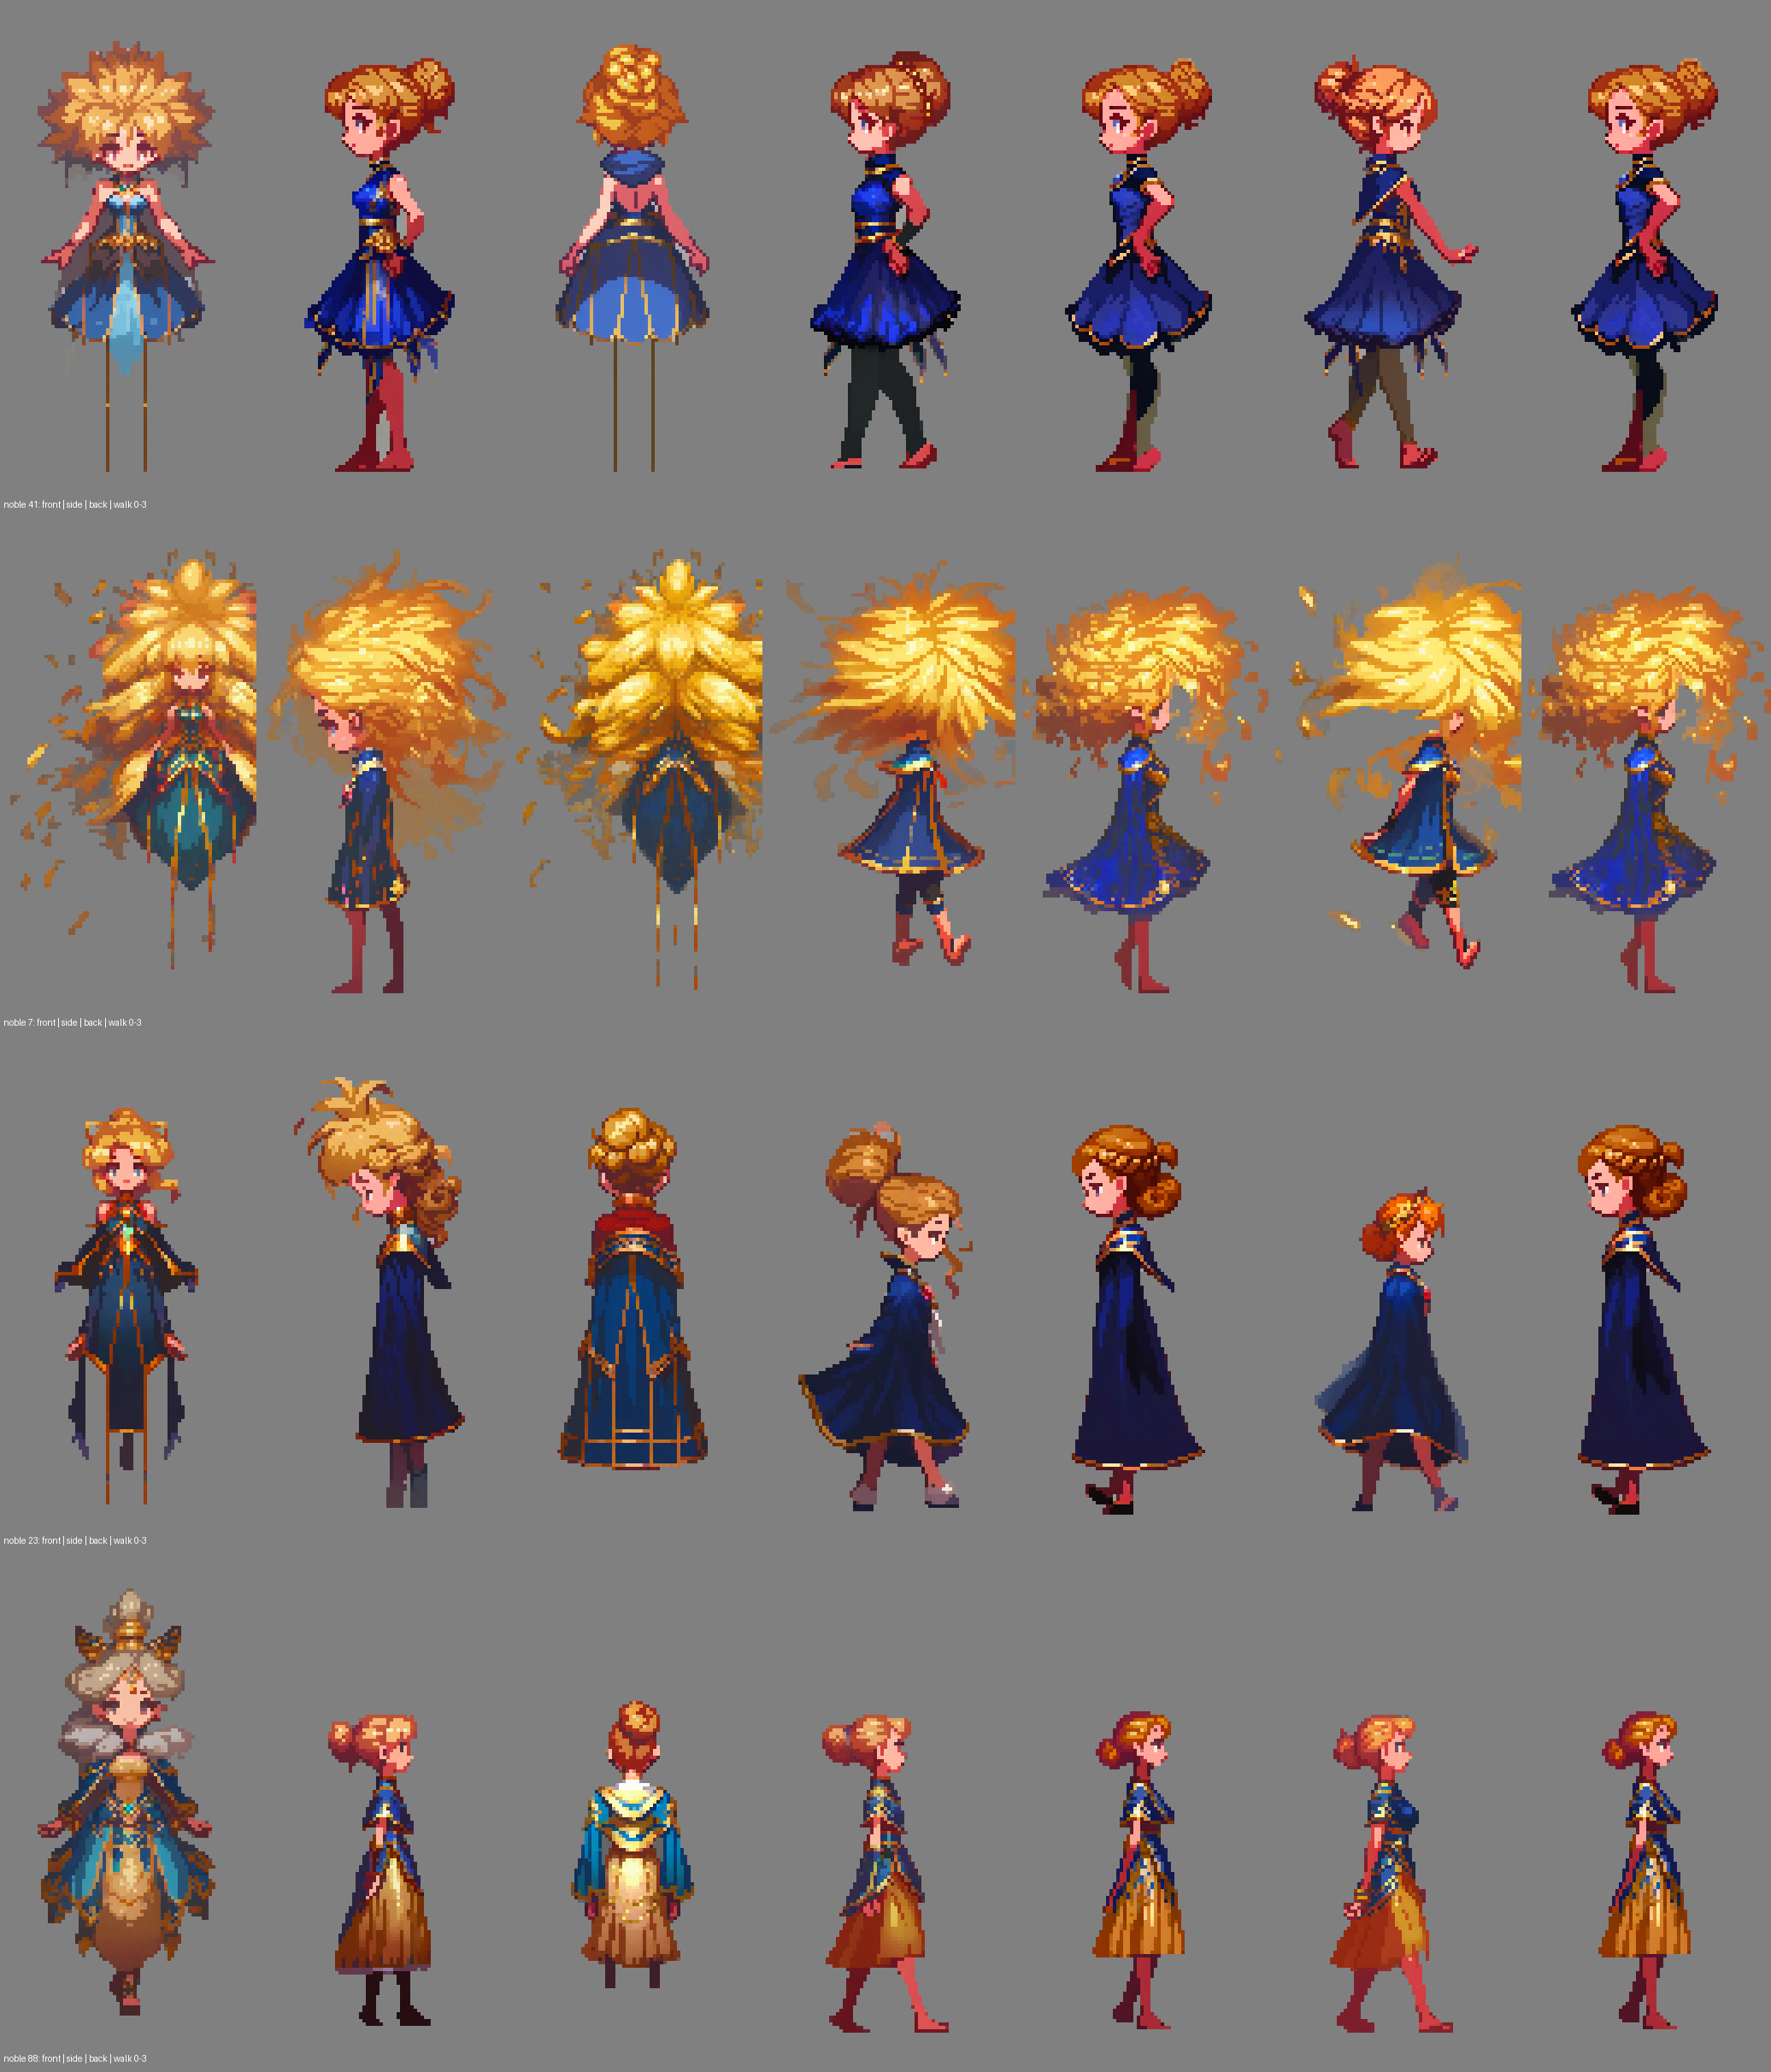 noble 41: front | side | back | walk 0-3
noble 7: front | side | back | walk 0-3
noble 23: front | side | back | walk 0-3
noble 88: front | side | back | walk 0-3